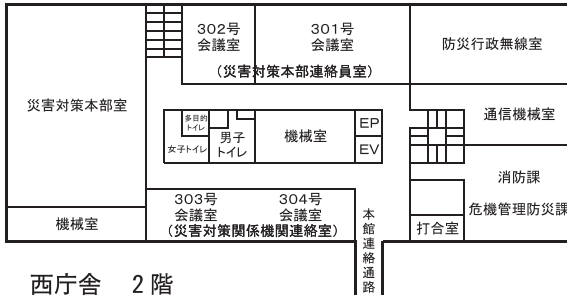 302号
会議室
301号
会議室
(災害対策本部連絡員室)
防災行政無線室
災害対策本部室
多目的
トイレ
女子トイレ
男子
トイレ
機械室
EP
EV
通信機械室
消防課
危機管理防災課
打合室
303号
会議室
304号
会議室
(災害対策関係機関連絡室)
機械室
本館連絡通路
西庁舎 2階